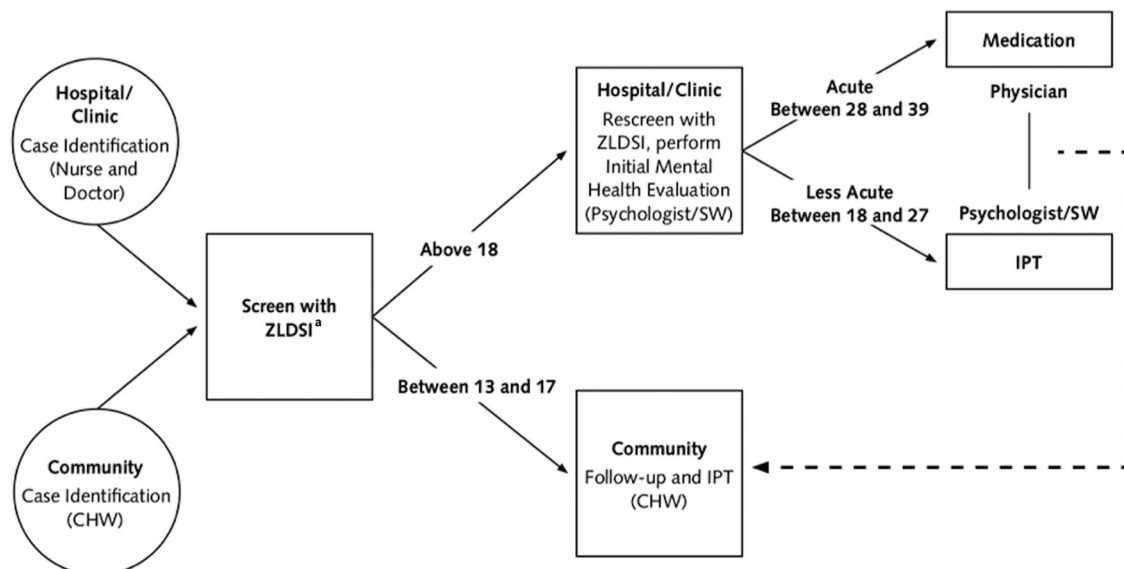 Hospital/
Clinic
Case Identification
(Nurse and
Doctor)
Community
Case Identification
(CHW)
Screen with
ZLDSIª
Above 18
Between 13 and 17
Hospital/Clinic
Rescreen with
ZLDSI, perform
Initial Mental
Health Evaluation
(Psychologist/SW)
Community
Follow-up and IPT
(CHW)
Acute
Between 28 and 39
Less Acute
Between 18 and 27
Medication
Physician
Psychologist/SW
IPT